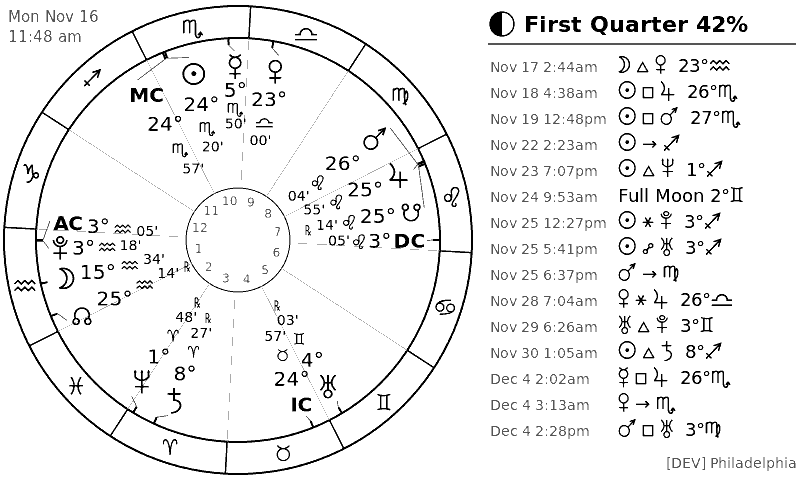 Mon Nov 16
11:48 am
First Quarter 42%
Nov 17 2:44am ☽ △ ♀ 23°♒
Nov 18 4:38am ☉ □ ♃ 26°♏
Nov 19 12:48pm ☉ □ ♂ 27°♏
Nov 22 2:23am ☉ → ♐
Nov 23 7:07pm ☉ △ ♆ 1°♐
Nov 24 9:53am Full Moon 2°♊
Nov 25 12:27pm ☉ ⚹ ♇ 3°♐
Nov 25 5:41pm ☉ ☍ ♅ 3°♐
Nov 25 6:37pm ♂ → ♍
Nov 28 7:04am ♀ ⚹ ♃ 26°♎
Nov 29 6:26am ♅ △ ♇ 3°♊
Nov 30 1:05am ☉ △ ♄ 8°♐
Dec 4 2:02am ☿ □ ♃ 26°♏
Dec 4 3:13am ♀ → ♏
Dec 4 2:28pm ♂ □ ♅ 3°♍
[DEV] Philadelphia
♏
♎
♍
♌
♋
♊
♉
♈
♓
♒
♑
♐
MC 24° ♏ 57'
☉ 24° ♏ 20'
☿ 5° ♏ 50'
♀ 23° ♎ 00'
♂ 26° ♌ 04'
♃ 25° ♌ 55'
☋ 25° ♌ 14' ℞
DC 3° ♌ 05'
AC 3° ♒ 05'
♇ 3° ♒ 18'
☽ 15° ♒ 34'
☊ 25° ♒ 14' ℞
♆ 1° ♈ 48' ℞
♄ 8° ♈ 27' ℞
IC 24° ♉ 57'
♅ 4° ♊ 03' ℞
1
2
3
4
5
6
7
8
9
10
11
12